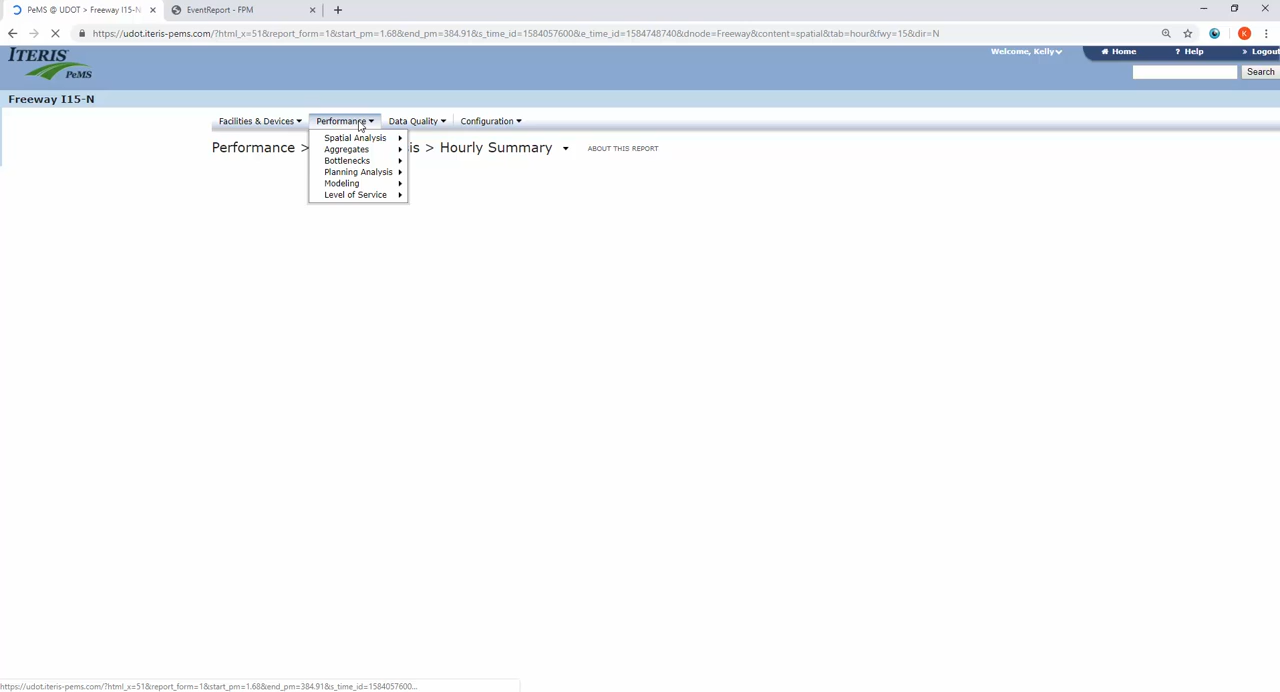 PeMS @ UDOT > Freeway I15-N
EventReport - FPM
https://udot.iteris-pems.com/?html_x=51&report_form=1&start_pm=1.68&end_pm=384.91&s_time_id=1584057600&e_time_id=1584748740&dnode=Freeway&content=spatial&tab=hour&fwy=15&dir=N
K
ITERIS
PeMS
Welcome, Kelly
Home
? Help
» Logout
Search
Freeway I15-N
Facilities & Devices
Performance
Data Quality
Configuration
Spatial Analysis
Aggregates
Bottlenecks
Planning Analysis
Modeling
Level of Service
Performance > is > Hourly Summary
ABOUT THIS REPORT
https://udot.iteris-pems.com/?html_x=51&report_form=1&start_pm=1.68&end_pm=384.91&s_time_id=1584057600...